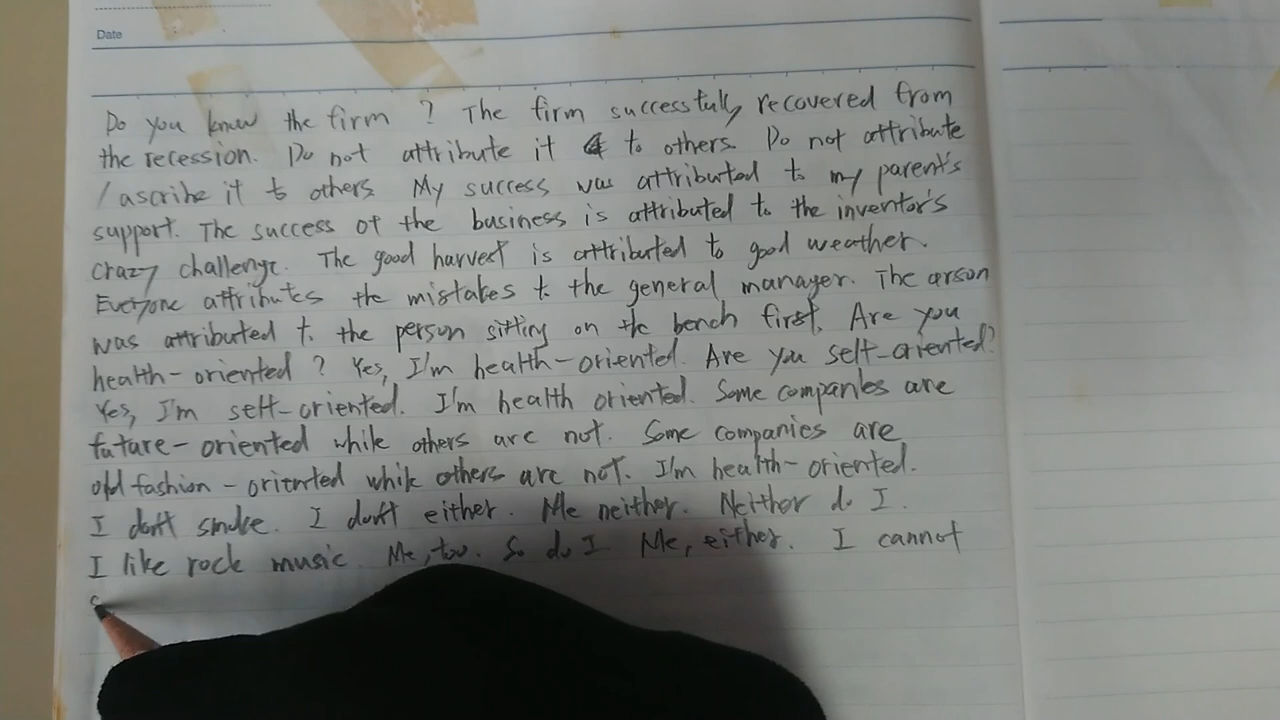 Date
Do you know the firm ? The firm successfully recovered from
the recession. Do not attribute it to others. Do not attribute
/ ascribe it to others My success was attributed to my parent's
support. The success of the business is attributed to the inventor's
crazy challenge. The good harvest is attributed to good weather.
Everyone attributes the mistakes to the general manager. The arson
was attributed to the person sitting on the bench first. Are you
health-oriented ? Yes, I'm health-oriented. Are you self-oriented?
Yes, I'm self-oriented. I'm health oriented. Some companies are
future-oriented while others are not. Some companies are
old fashion-oriented while others are not. I'm health-oriented.
I don't smoke. I don't either. Me neither. Neither do I.
I like rock music. Me, too. So do I Me, either. I cannot